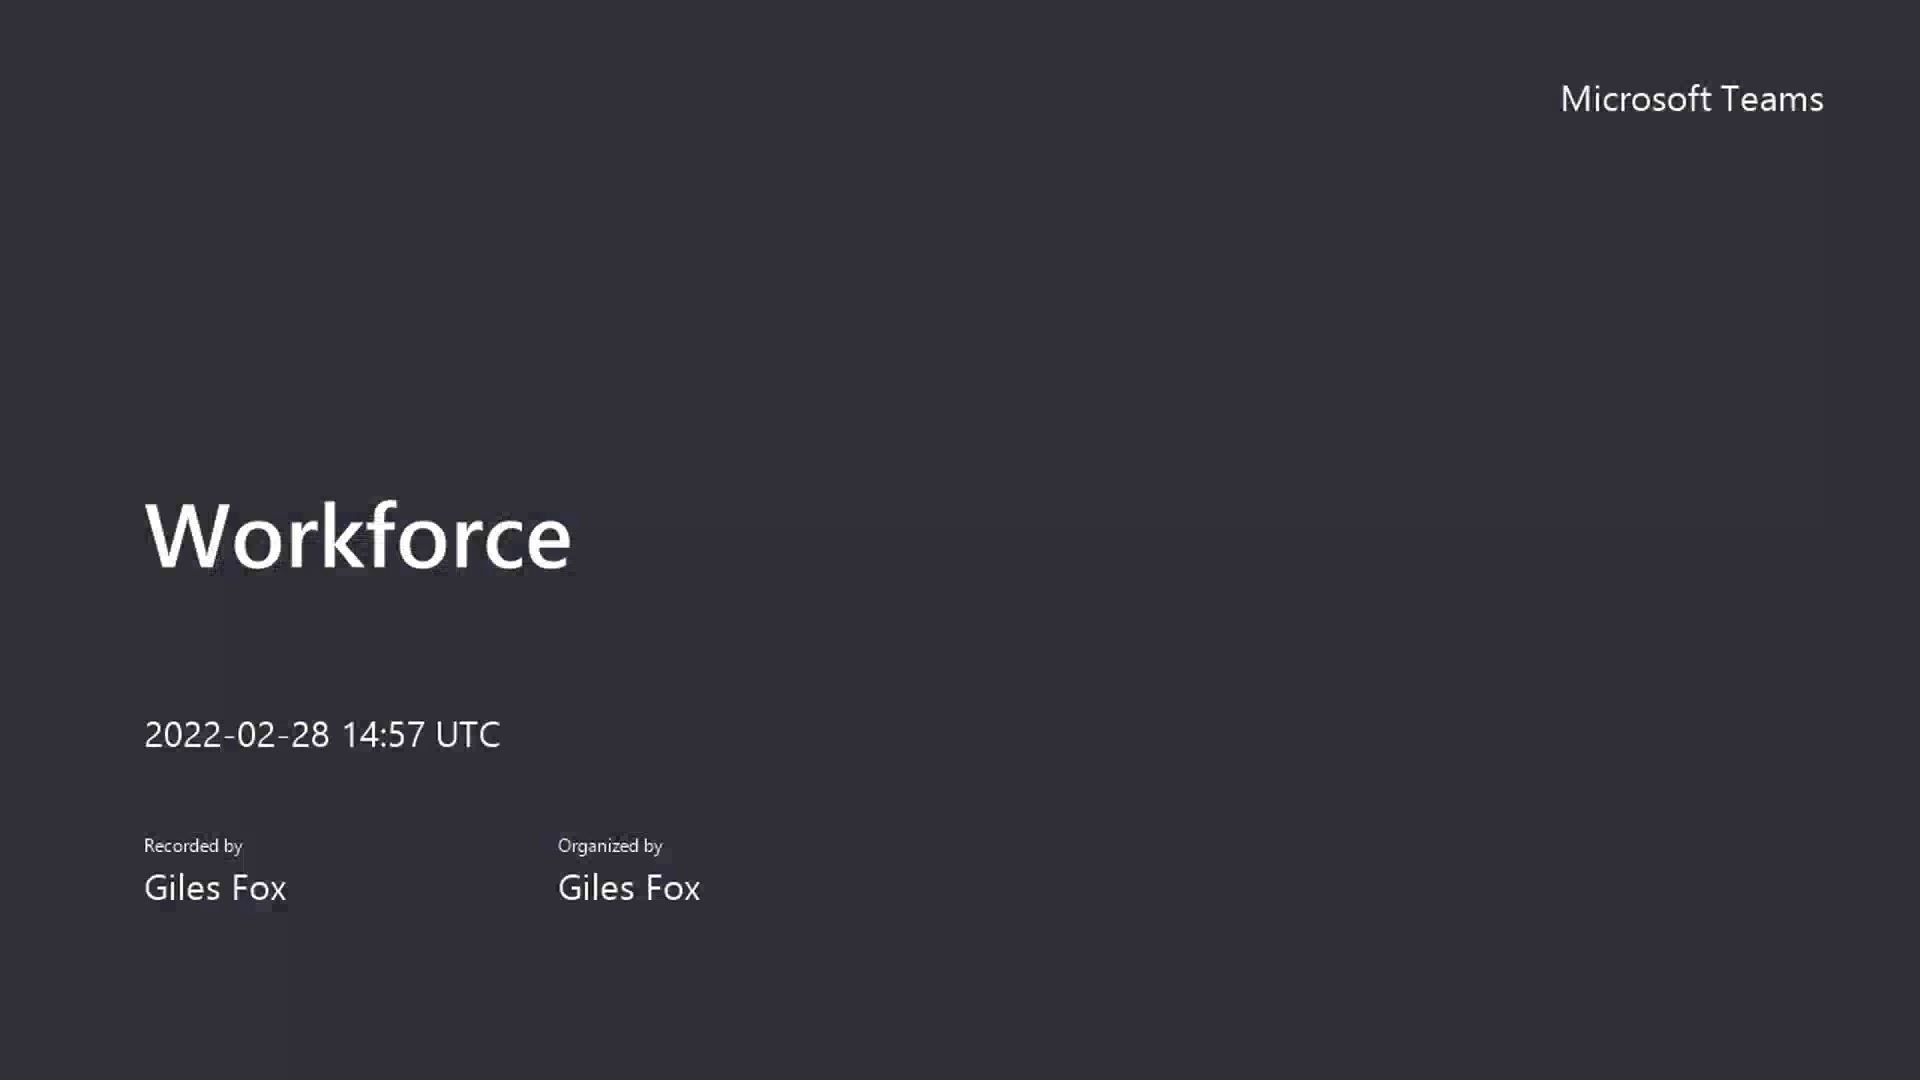 Microsoft Teams
Workforce
2022-02-28 14:57 UTC
Recorded by
Giles Fox
Organized by
Giles Fox